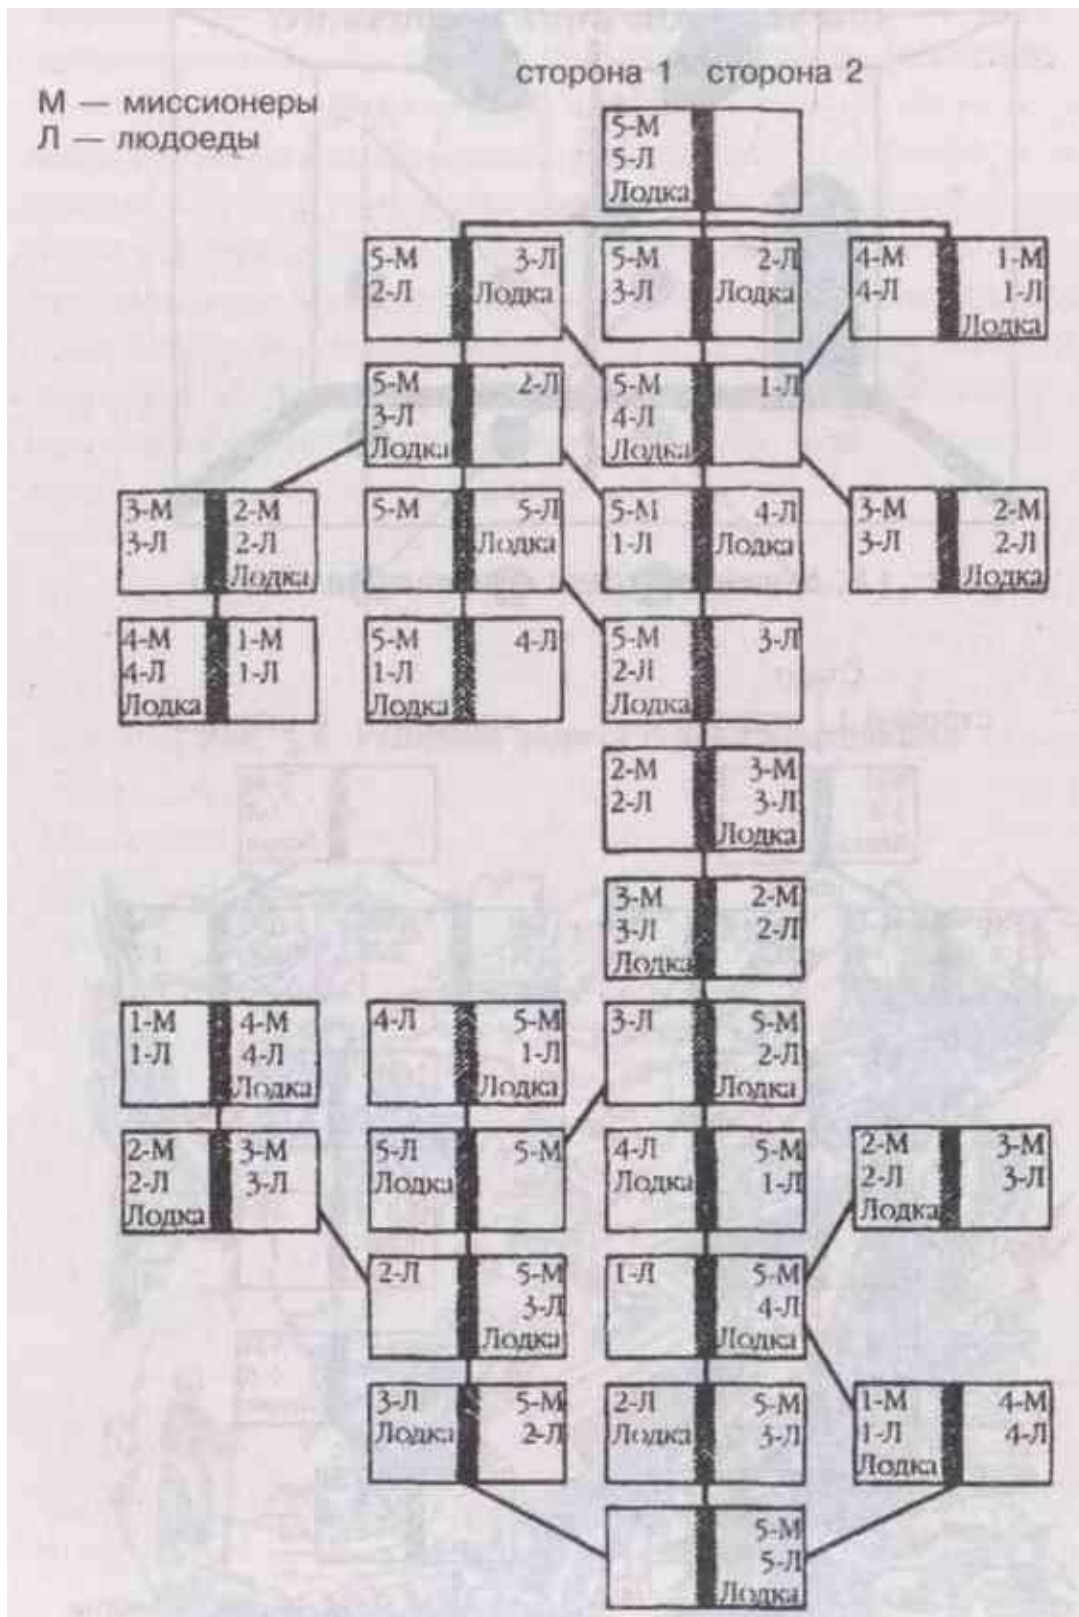 сторона 1 сторона 2
М — миссионеры
Л — людоеды
5-М
5-Л
Лодка
5-М 3-Л
2-Л Лодка
5-М 2-Л
3-Л Лодка
4-М 1-М
4-Л 1-Л
Лодка
5-М 2-Л
3-Л
Лодка
5-М 1-Л
4-Л
Лодка
3-М 2-М
3-Л 2-Л
Лодка
5-М 5-Л
Лодка
5-М 4-Л
1-Л Лодка
3-М 2-М
3-Л 2-Л
Лодка
4-М 1-М
4-Л 1-Л
Лодка
5-М 4-Л
1-Л
Лодка
5-М 3-Л
2-Л
Лодка
2-М 3-М
2-Л 3-Л
Лодка
3-М 2-М
3-Л 2-Л
Лодка
1-М 4-М
1-Л 4-Л
Лодка
4-Л 5-М
1-Л
Лодка
3-Л 5-М
2-Л
Лодка
2-М 3-М
2-Л 3-Л
Лодка
5-Л 5-М
Лодка
4-Л 5-М
Лодка 1-Л
2-М 3-М
2-Л 3-Л
Лодка
2-Л 5-М
3-Л
Лодка
1-Л 5-М
4-Л
Лодка
3-Л 5-М
Лодка 2-Л
2-Л 5-М
Лодка 3-Л
1-М 4-М
1-Л 4-Л
Лодка
5-М
5-Л
Лодка